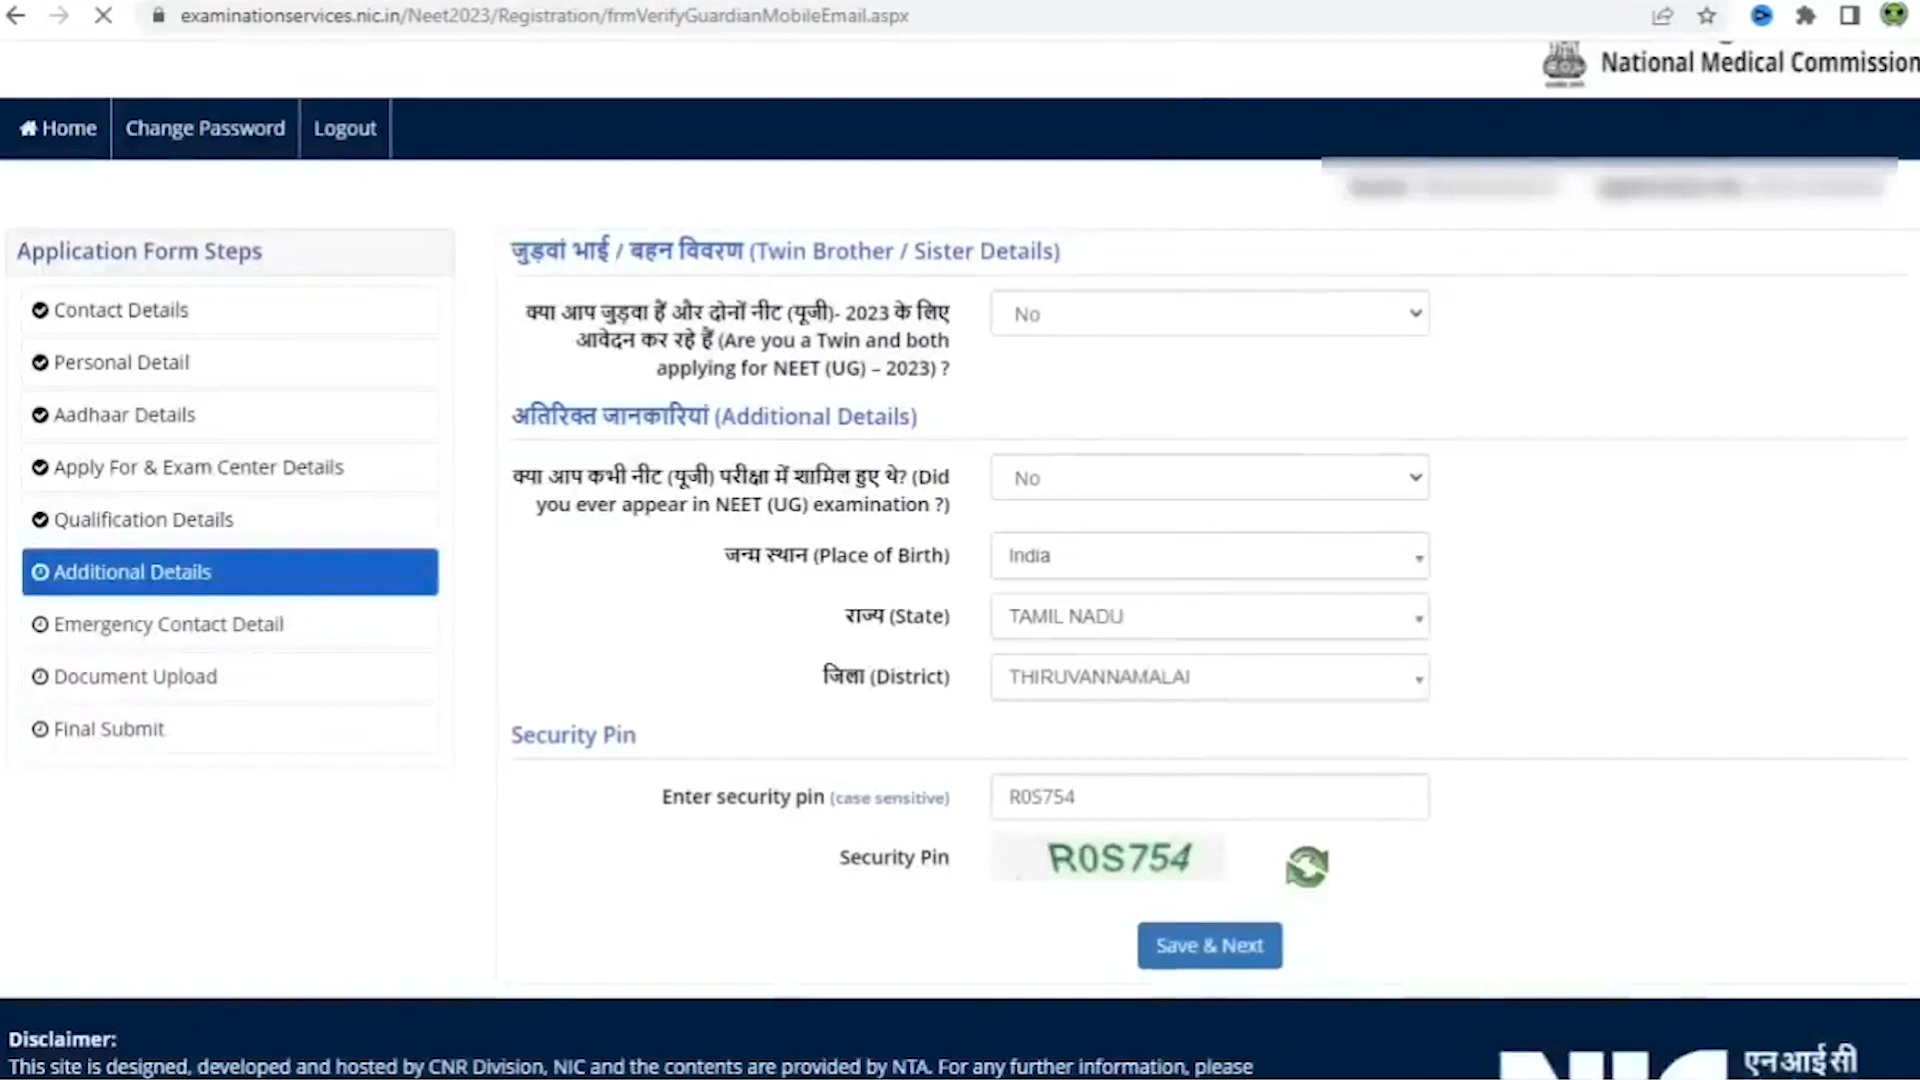 examinationservices.nic.in/Neet2023/Registration/frmVerifyGuardianMobileEmail.aspx
National Medical Commission
Home
Change Password
Logout
Application Form Steps
Contact Details
Personal Detail
Aadhaar Details
Apply For & Exam Center Details
Qualification Details
Additional Details
Emergency Contact Detail
Document Upload
Final Submit
जुड़वां भाई / बहन विवरण (Twin Brother / Sister Details)
क्या आप जुड़वा हैं और दोनों नीट (यूजी)- 2023 के लिए
आवेदन कर रहे हैं (Are you a Twin and both
applying for NEET (UG) – 2023) ?
No
अतिरिक्त जानकारियां (Additional Details)
क्या आप कभी नीट (यूजी) परीक्षा में शामिल हुए थे? (Did
you ever appear in NEET (UG) examination ?)
No
जन्म स्थान (Place of Birth)
India
राज्य (State)
TAMIL NADU
जिला (District)
THIRUVANNAMALAI
Security Pin
Enter security pin (case sensitive)
R0S754
Security Pin
R0S754
Save & Next
Disclaimer:
This site is designed, developed and hosted by CNR Division, NIC and the contents are provided by NTA. For any further information, please
NIC
एनआईसी